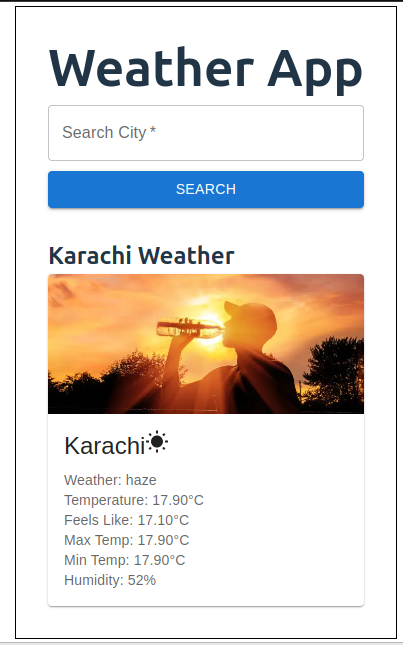 Weather App
Search City *
SEARCH
Karachi Weather
Karachi
Weather: haze
Temperature: 17.90°C
Feels Like: 17.10°C
Max Temp: 17.90°C
Min Temp: 17.90°C
Humidity: 52%